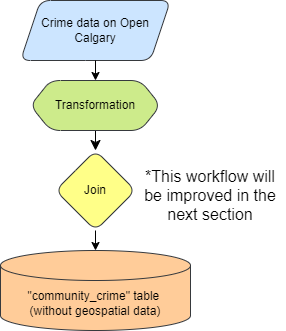 Crime data on Open
Calgary
Transformation
Join
*This workflow will
be improved in the
next section
"community_crime" table
(without geospatial data)